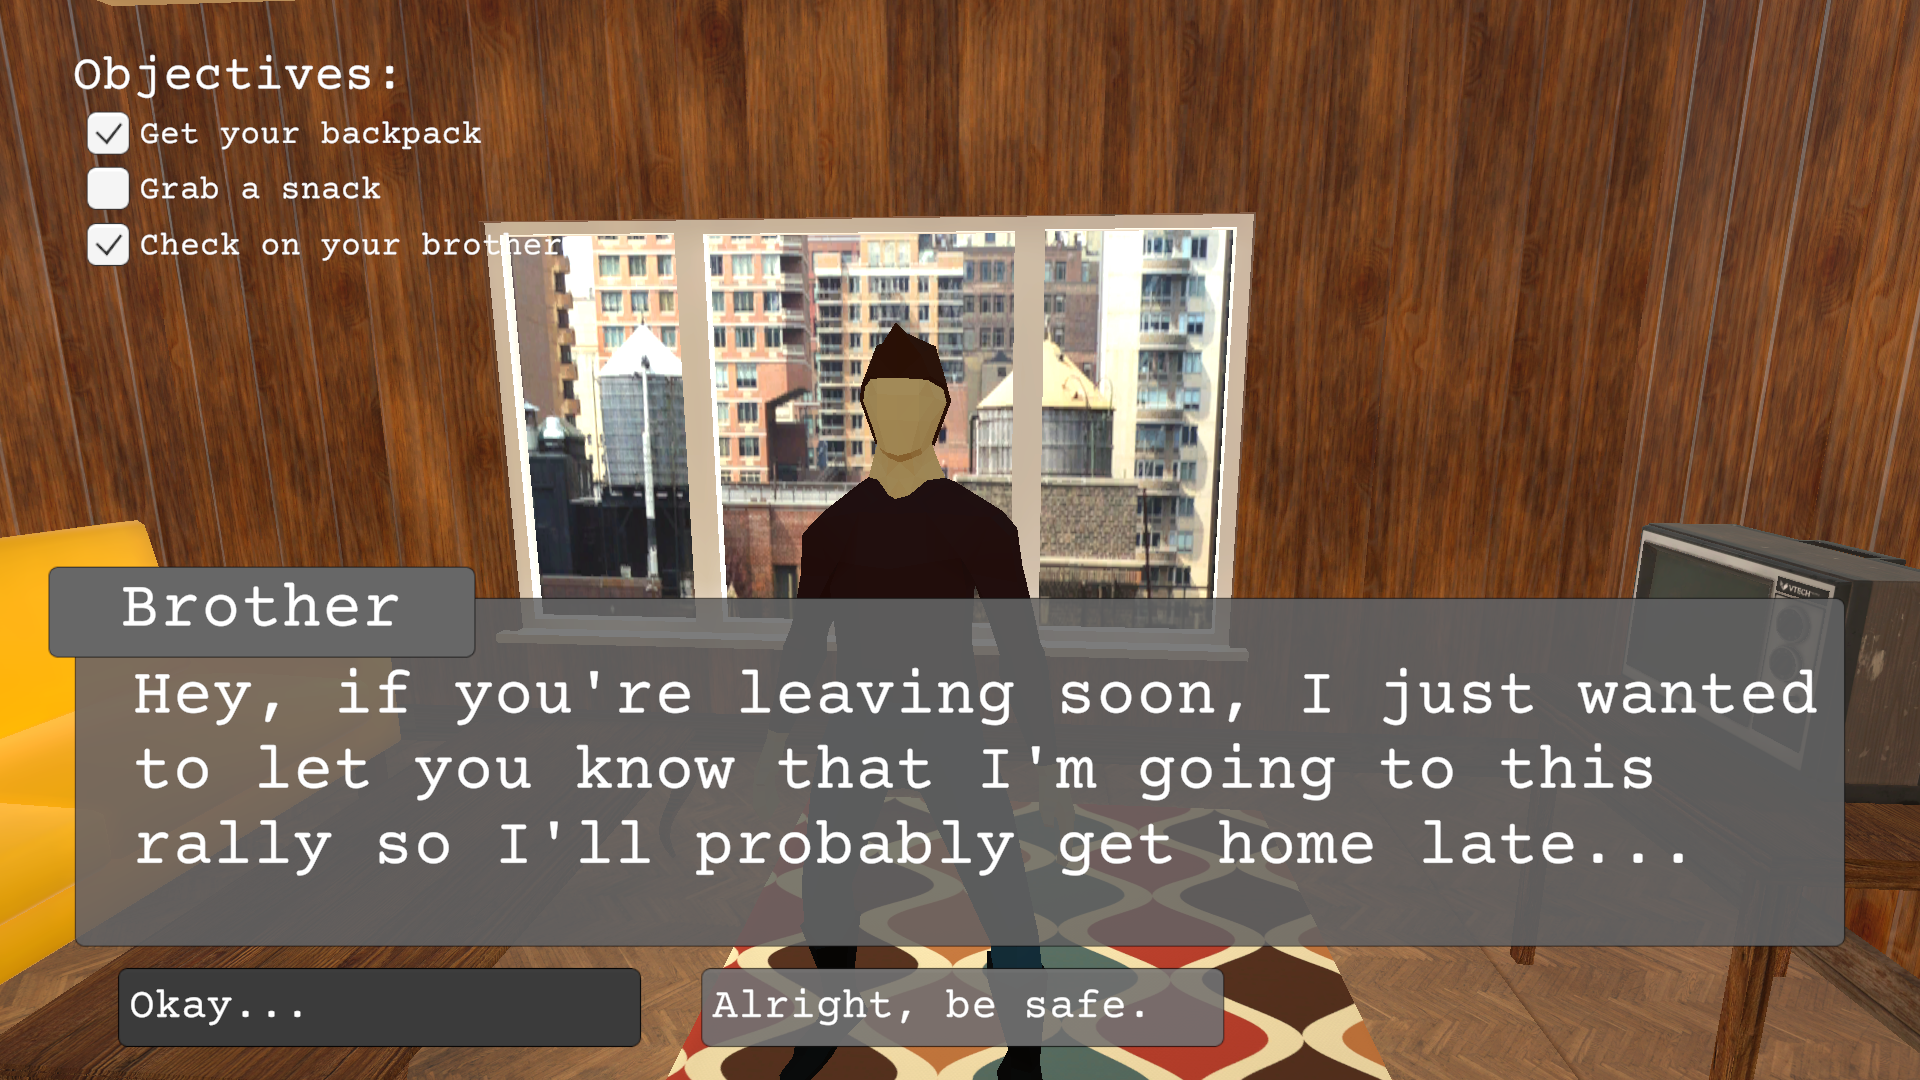 Objectives:
Get your backpack
Grab a snack
Check on your brother
VTECH
Brother
Hey, if you're leaving soon, I just wanted
to let you know that I'm going to this
rally so I'll probably get home late...
Okay...
Alright, be safe.